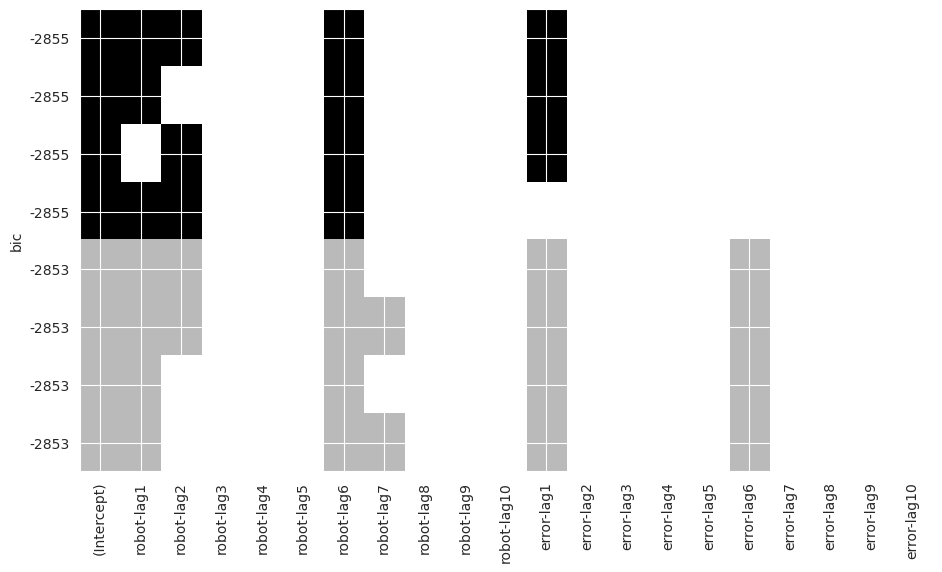 -2855
-2855
-2855
-2855
-2853
-2853
-2853
-2853
bic
(Intercept)
robot-lag1
robot-lag2
robot-lag3
robot-lag4
robot-lag5
robot-lag6
robot-lag7
robot-lag8
robot-lag9
robot-lag10
error-lag1
error-lag2
error-lag3
error-lag4
error-lag5
error-lag6
error-lag7
error-lag8
error-lag9
error-lag10